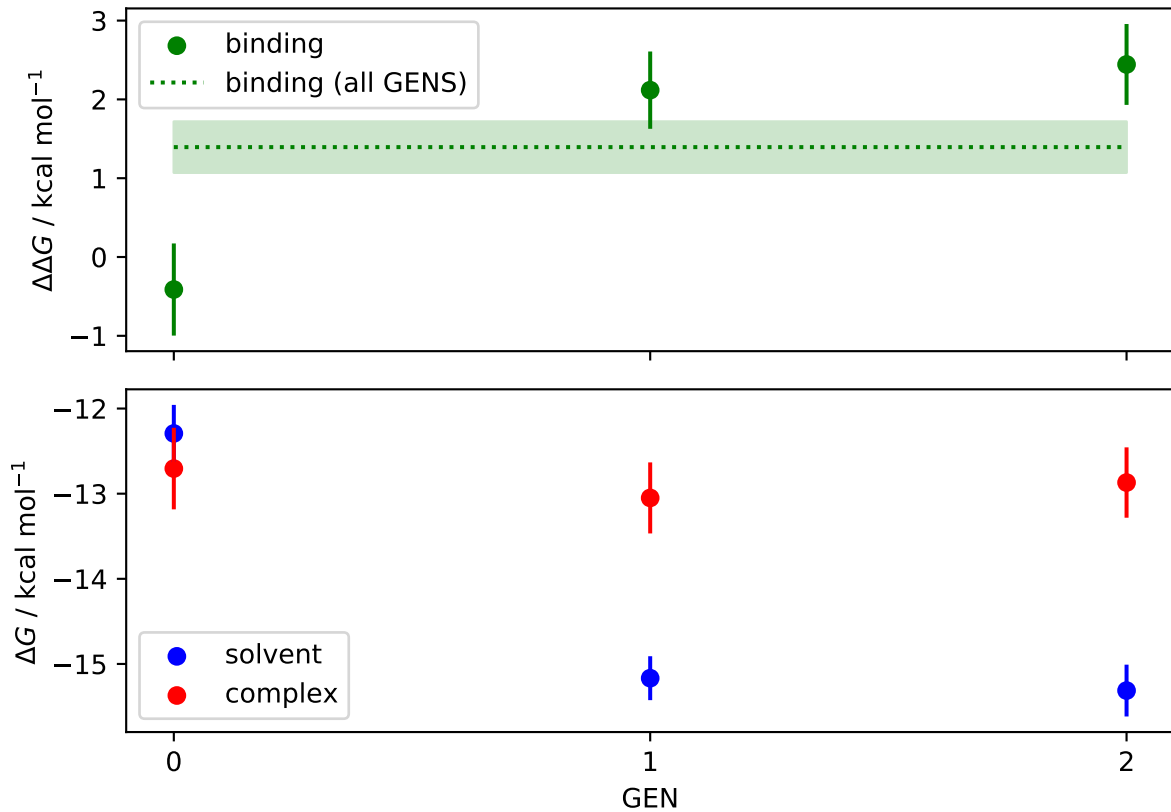 3
2
1
0
−1
ΔΔG / kcal mol⁻¹
binding
binding (all GENS)
−12
−13
−14
−15
ΔG / kcal mol⁻¹
solvent
complex
0 1 2
GEN